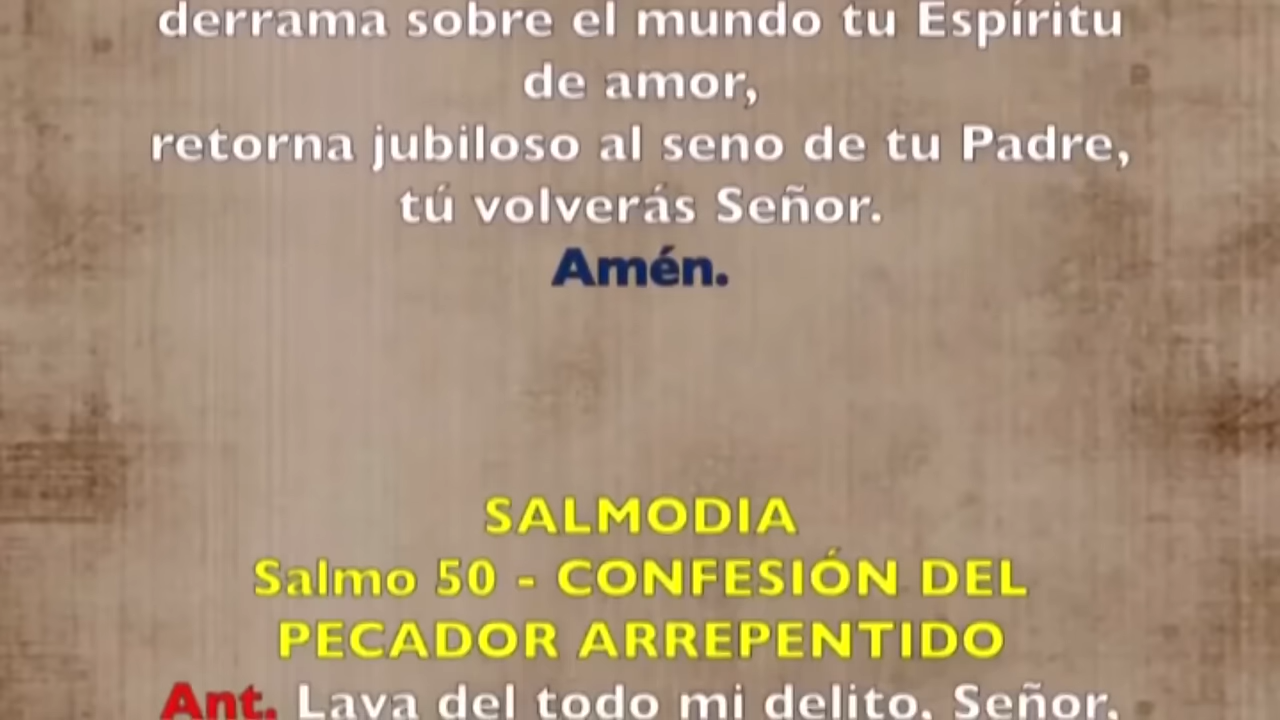 derrama sobre el mundo tu Espíritu
de amor,
retorna jubiloso al seno de tu Padre,
tú volverás Señor.
Amén.
SALMODIA
Salmo 50 - CONFESIÓN DEL
PECADOR ARREPENTIDO
Ant. Lava del todo mi delito, Señor,